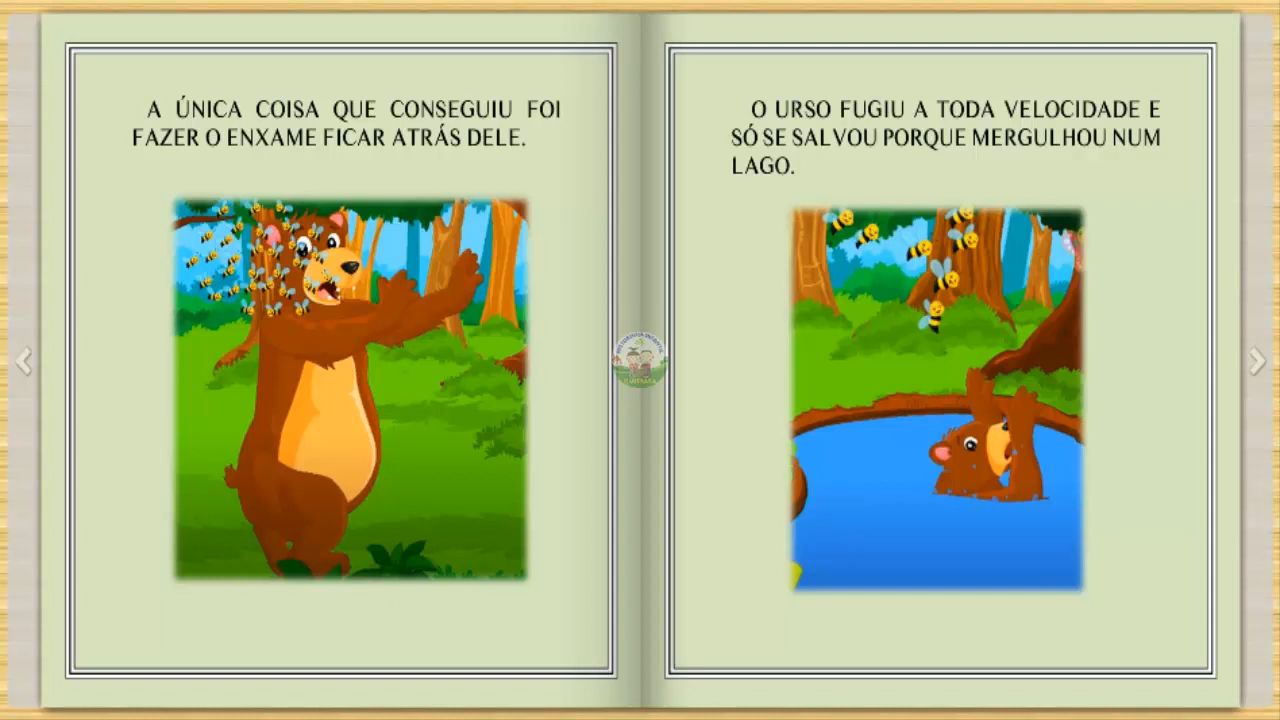 A ÚNICA COISA QUE CONSEGUIU FOI
FAZER O ENXAME FICAR ATRÁS DELE.
O URSO FUGIU A TODA VELOCIDADE E
SÓ SE SALVOU PORQUE MERGULHOU NUM
LAGO.